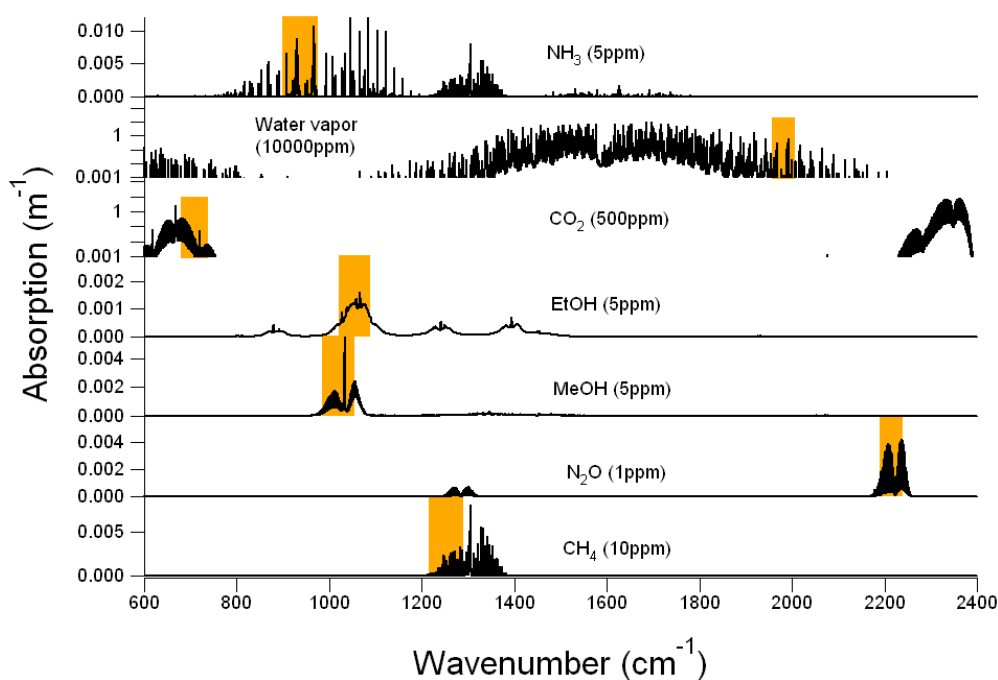 Absorption (m⁻¹)
0.010
0.005
0.000
NH₃ (5ppm)
1
0.001
Water vapor
(10000ppm)
1
0.001
CO₂ (500ppm)
0.002
0.001
0.000
EtOH (5ppm)
0.004
0.002
0.000
MeOH (5ppm)
0.004
0.002
0.000
N₂O (1ppm)
0.005
0.000
CH₄ (10ppm)
600 800 1000 1200 1400 1600 1800 2000 2200 2400
Wavenumber (cm⁻¹)